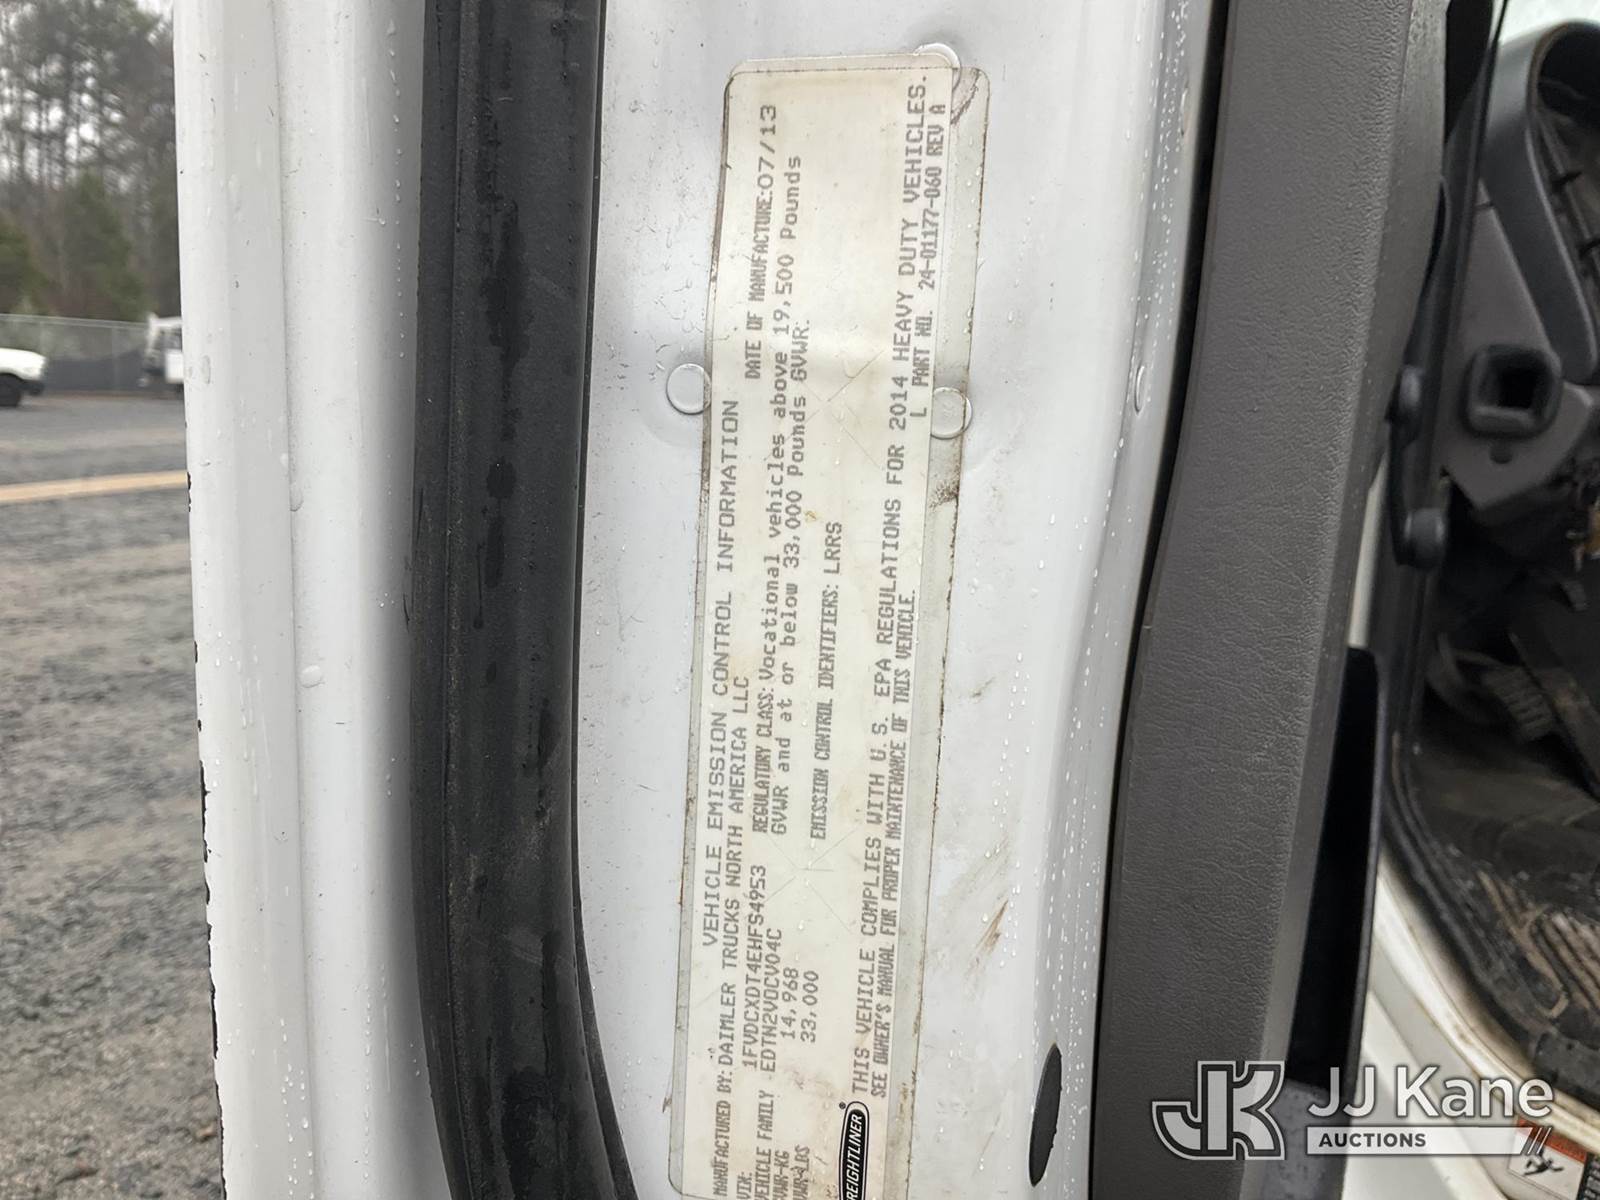 VEHICLE EMISSION CONTROL INFORMATION
MANUFACTURED BY: DAIMLER TRUCKS NORTH AMERICA LLC DATE OF MANUFACTURE: 07/13
VIN: 1FVDCXDT4EHFS4953 REGULATORY CLASS: Vocational vehicles above 19,500 Pounds
VEHICLE FAMILY EDTN2VOCV04C GVWR and at or below 33,000 Pounds GVWR.
GVWR-KG 14,968
GVWR-LBS 33,000 EMISSION CONTROL IDENTIFIERS: LRRS
FREIGHTLINER® THIS VEHICLE COMPLIES WITH U.S. EPA REGULATIONS FOR 2014 HEAVY DUTY VEHICLES.
SEE OWNER'S MANUAL FOR PROPER MAINTENANCE OF THIS VEHICLE. L PART NO. 24-01177-060 REV A
JK JJ Kane
AUCTIONS